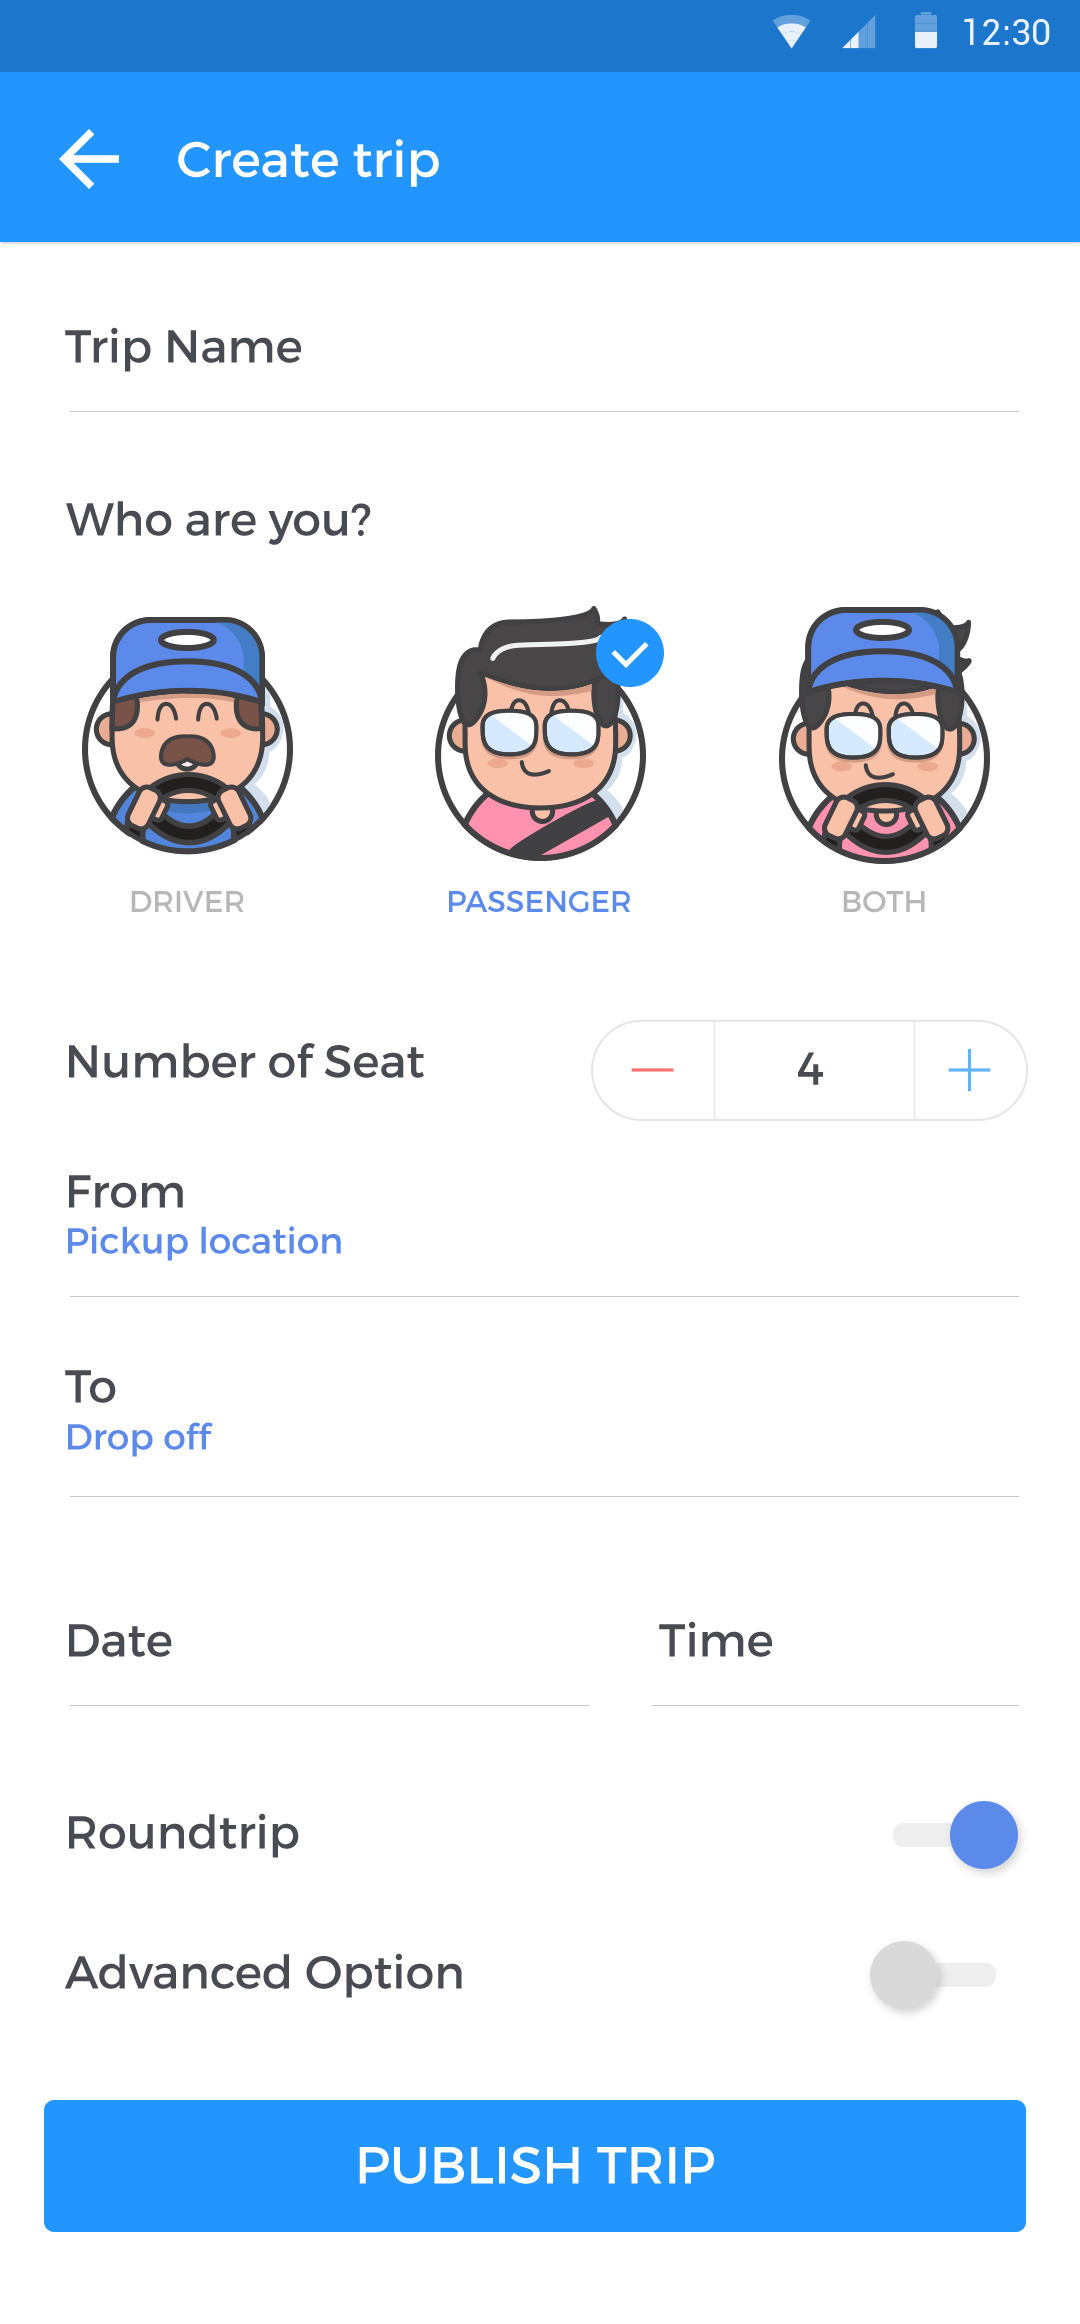 12:30
Create trip
Trip Name
Who are you?
DRIVER PASSENGER BOTH
Number of Seat 4
From
Pickup location
To
Drop off
Date Time
Roundtrip
Advanced Option
PUBLISH TRIP